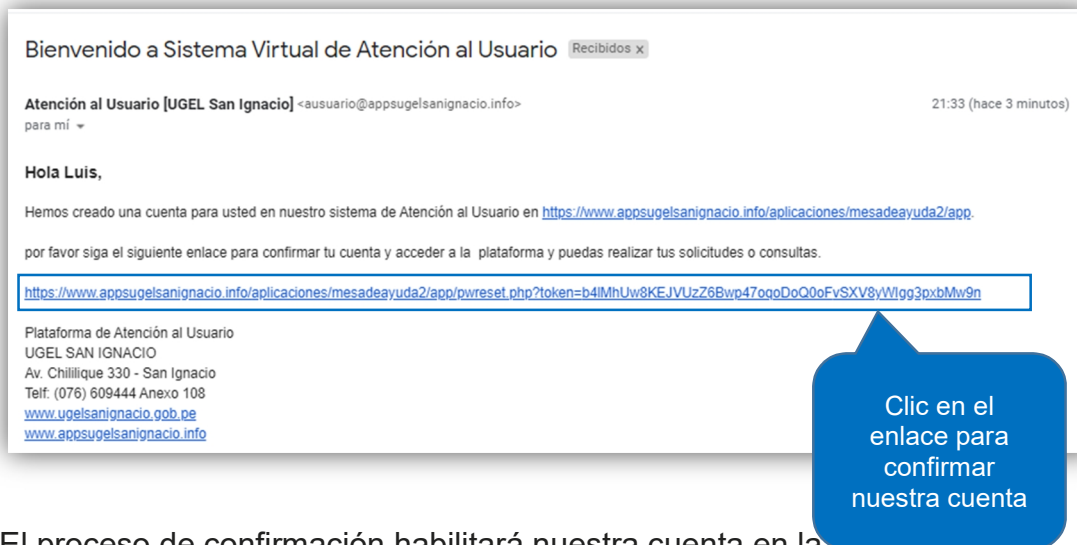 Bienvenido a Sistema Virtual de Atención al Usuario Recibidos x
Atención al Usuario [UGEL San Ignacio] <ausuario@appsugelsanignacio.info>
21:33 (hace 3 minutos)
para mí
Hola Luis,
Hemos creado una cuenta para usted en nuestro sistema de Atención al Usuario en https://www.appsugelsanignacio.info/aplicaciones/mesadeayuda2/app.
por favor siga el siguiente enlace para confirmar tu cuenta y acceder a la plataforma y puedas realizar tus solicitudes o consultas.
https://www.appsugelsanignacio.info/aplicaciones/mesadeayuda2/app/pwreset.php?token=b4lMhUw8KEJVUzZ6Bwp47oqoDoQ0oFvSXV8yWlgg3pxbMw9n
Plataforma de Atención al Usuario
UGEL SAN IGNACIO
Av. Chililique 330 - San Ignacio
Telf: (076) 609444 Anexo 108
www.ugelsanignacio.gob.pe
www.appsugelsanignacio.info
Clic en el
enlace para
confirmar
nuestra cuenta
El proceso de confirmación habilitará nuestra cuenta en la